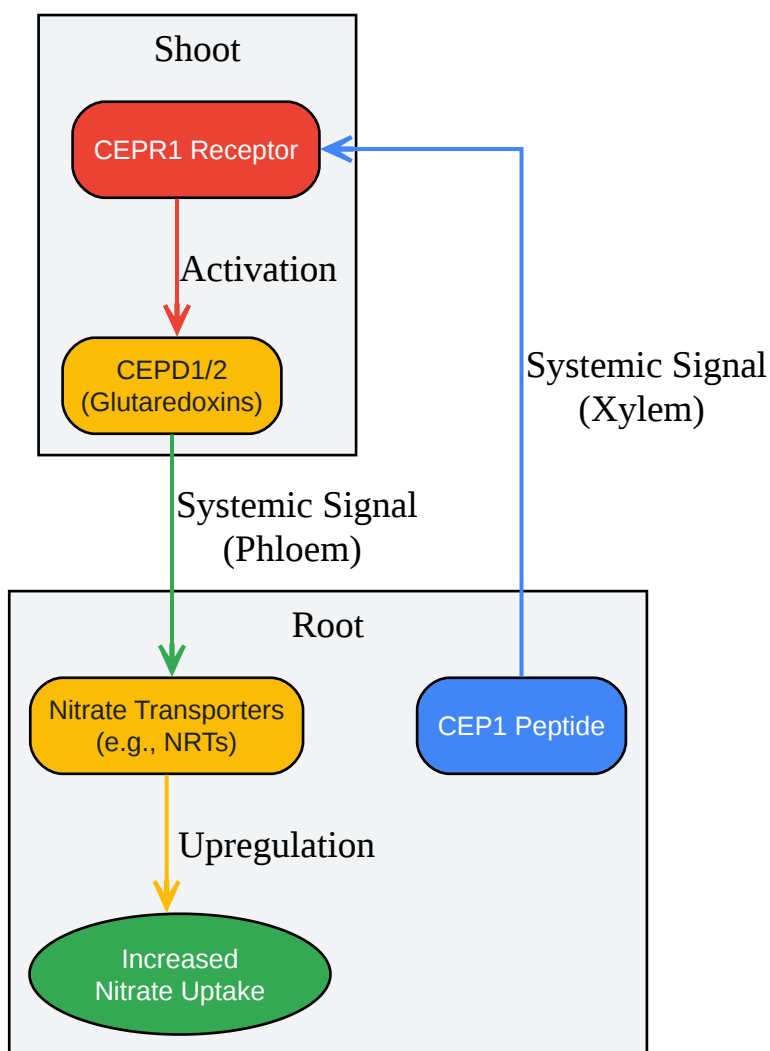 Shoot
CEPR1 Receptor
Activation
CEPD1/2
(Glutaredoxins)
Systemic Signal
(Xylem)
Systemic Signal
(Phloem)
Root
Nitrate Transporters
(e.g., NRTs)
CEP1 Peptide
Upregulation
Increased
Nitrate Uptake